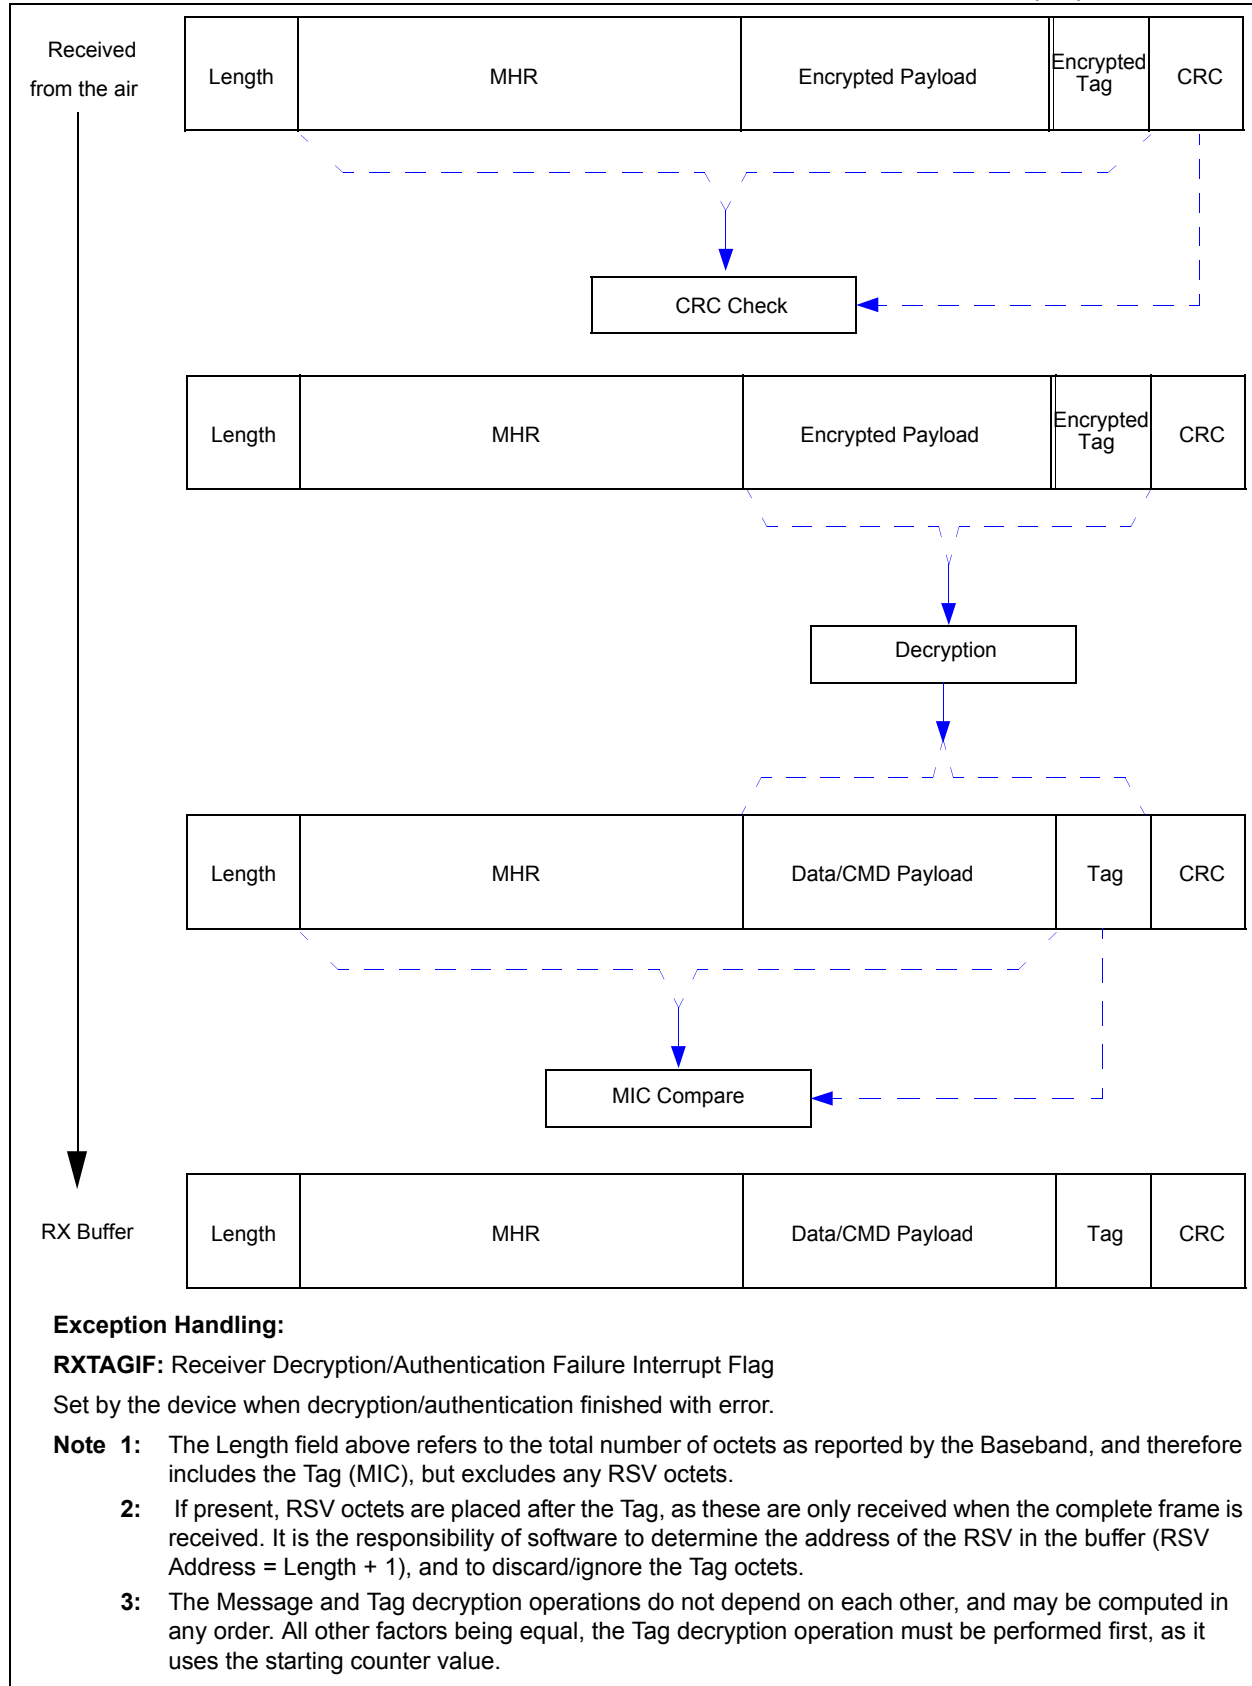 Received
from the air
Length MHR Encrypted Payload Encrypted Tag CRC
CRC Check
Length MHR Encrypted Payload Encrypted Tag CRC
Decryption
Length MHR Data/CMD Payload Tag CRC
MIC Compare
RX Buffer
Length MHR Data/CMD Payload Tag CRC
Exception Handling:
RXTAGIF: Receiver Decryption/Authentication Failure Interrupt Flag
Set by the device when decryption/authentication finished with error.
Note 1: The Length field above refers to the total number of octets as reported by the Baseband, and therefore
includes the Tag (MIC), but excludes any RSV octets.
2: If present, RSV octets are placed after the Tag, as these are only received when the complete frame is
received. It is the responsibility of software to determine the address of the RSV in the buffer (RSV
Address = Length + 1), and to discard/ignore the Tag octets.
3: The Message and Tag decryption operations do not depend on each other, and may be computed in
any order. All other factors being equal, the Tag decryption operation must be performed first, as it
uses the starting counter value.